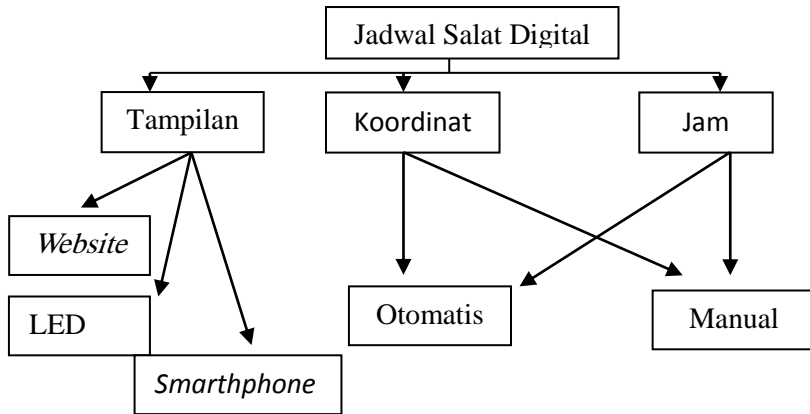 Jadwal Salat Digital
Tampilan
Koordinat
Jam
Website
LED
Smarthphone
Otomatis
Manual